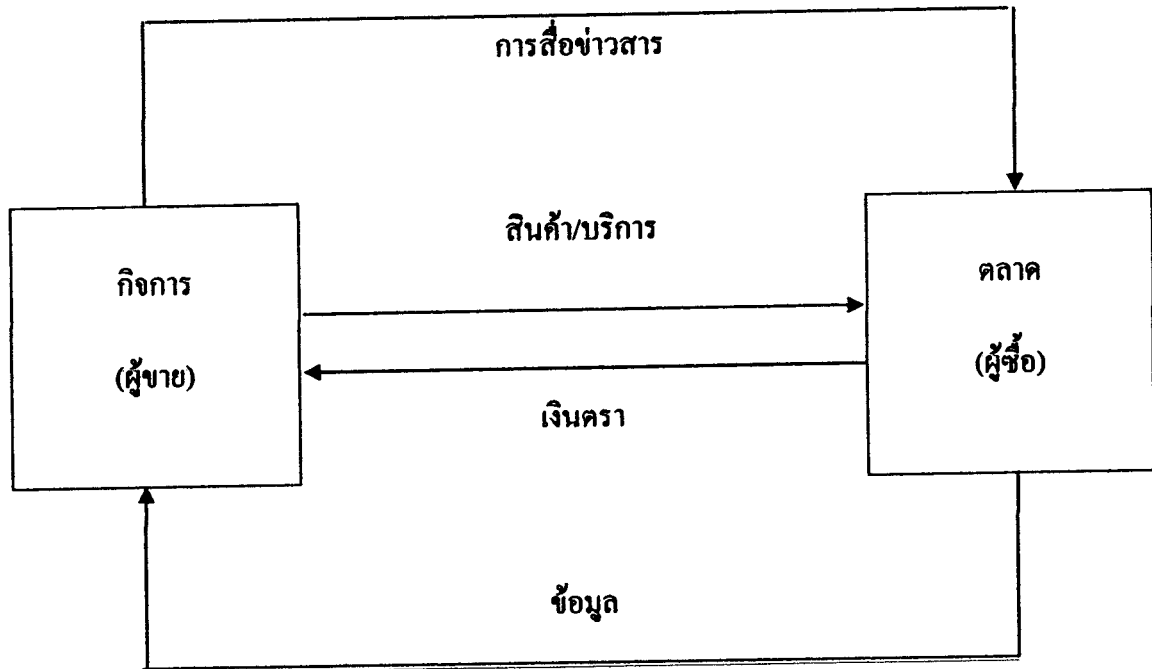 การสื่อข่าวสาร
สินค้า/บริการ
กิจการ
(ผู้ขาย)
ตลาด
(ผู้ซื้อ)
เงินตรา
ข้อมูล